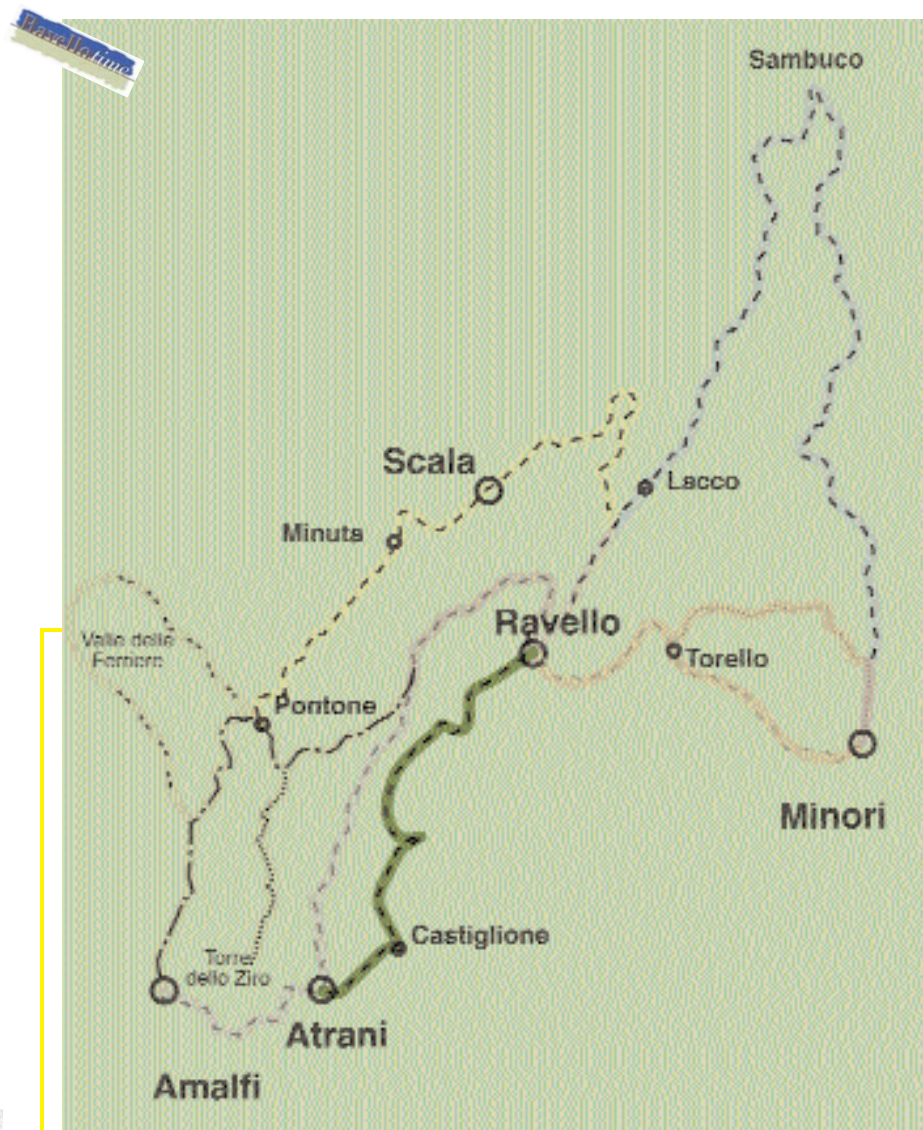 Ravellotime
Sambuco
Scala
Lacco
Minuta
Ravello
Valle delle
Ferriere
Torello
Pontone
Minori
Castiglione
Torre
dello Ziro
Atrani
Amalfi